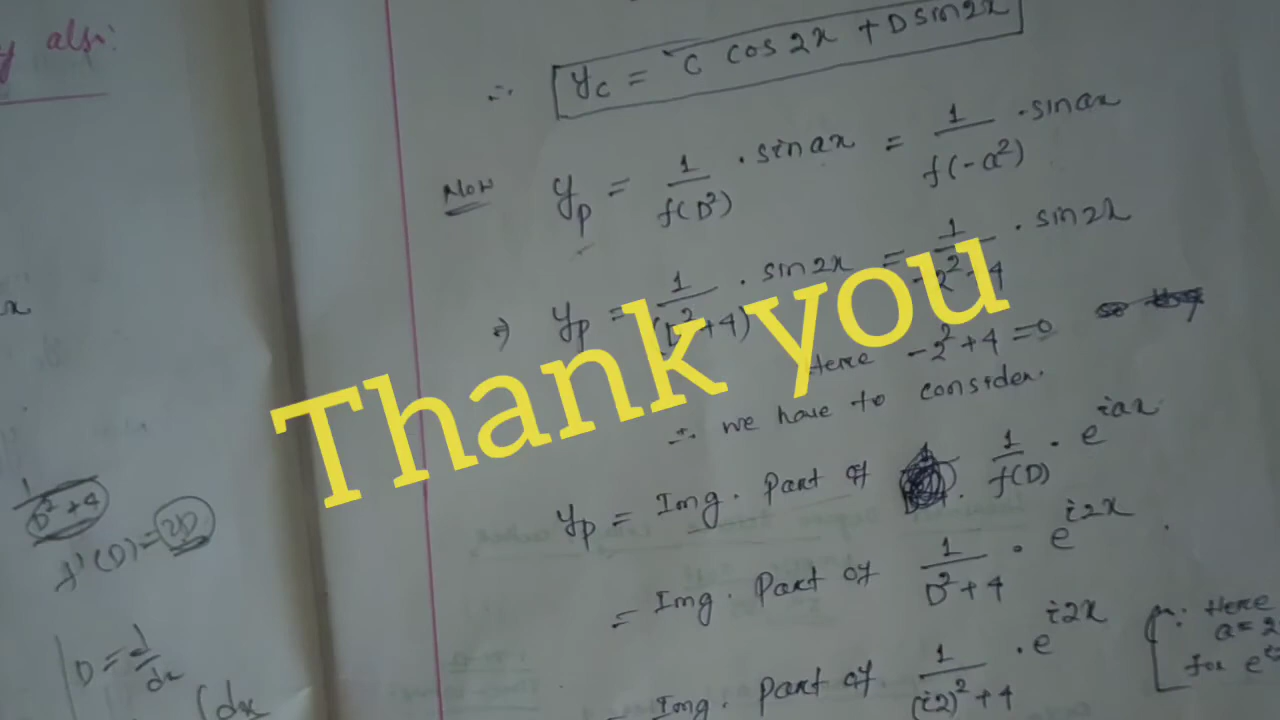 y also:
∴ y_c = C cos 2x + D sin 2x
Now y_p = 1/f(D²) · sin ax = 1/f(-a²) · sin ax
⇒ y_p = 1/(D²+4) · sin 2x = 1/-2²-4 · sin 2x
Here -2²+4=0 so
∴ we have to consider.
y_p = Img. Part of 1/f(D) · e^{iax}
= Img. Part of 1/D²+4 · e^{i2x}
= Img. Part of 1/(i2)²+4 · e^{i2x}
[∵ Here
a=2
for e^i
x
1/D²+4
f'(D)=2D
D = d/dx
∫dx
Thank you